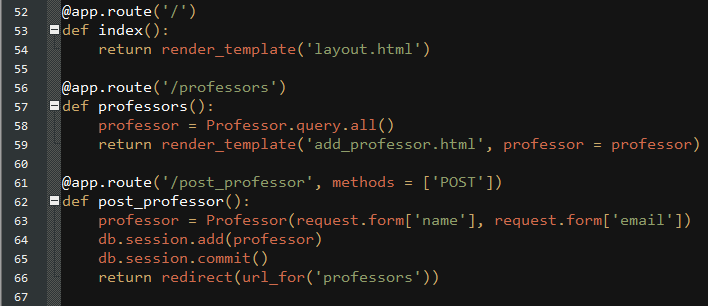 52 @app.route('/')
53 def index():
54     return render_template('layout.html')
55
56 @app.route('/professors')
57 def professors():
58     professor = Professor.query.all()
59     return render_template('add_professor.html', professor = professor)
60
61 @app.route('/post_professor', methods = ['POST'])
62 def post_professor():
63     professor = Professor(request.form['name'], request.form['email'])
64     db.session.add(professor)
65     db.session.commit()
66     return redirect(url_for('professors'))
67